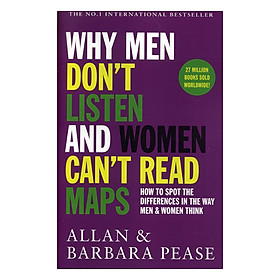 THE NO.1 INTERNATIONAL BESTSELLER
WHY MEN
DON'T
LISTEN
27 MILLION
BOOKS SOLD
WORLDWIDE!
AND WOMEN
CAN'T READ
MAPS
HOW TO SPOT THE
DIFFERENCES IN THE WAY
MEN & WOMEN THINK
ALLAN &
BARBARA PEASE